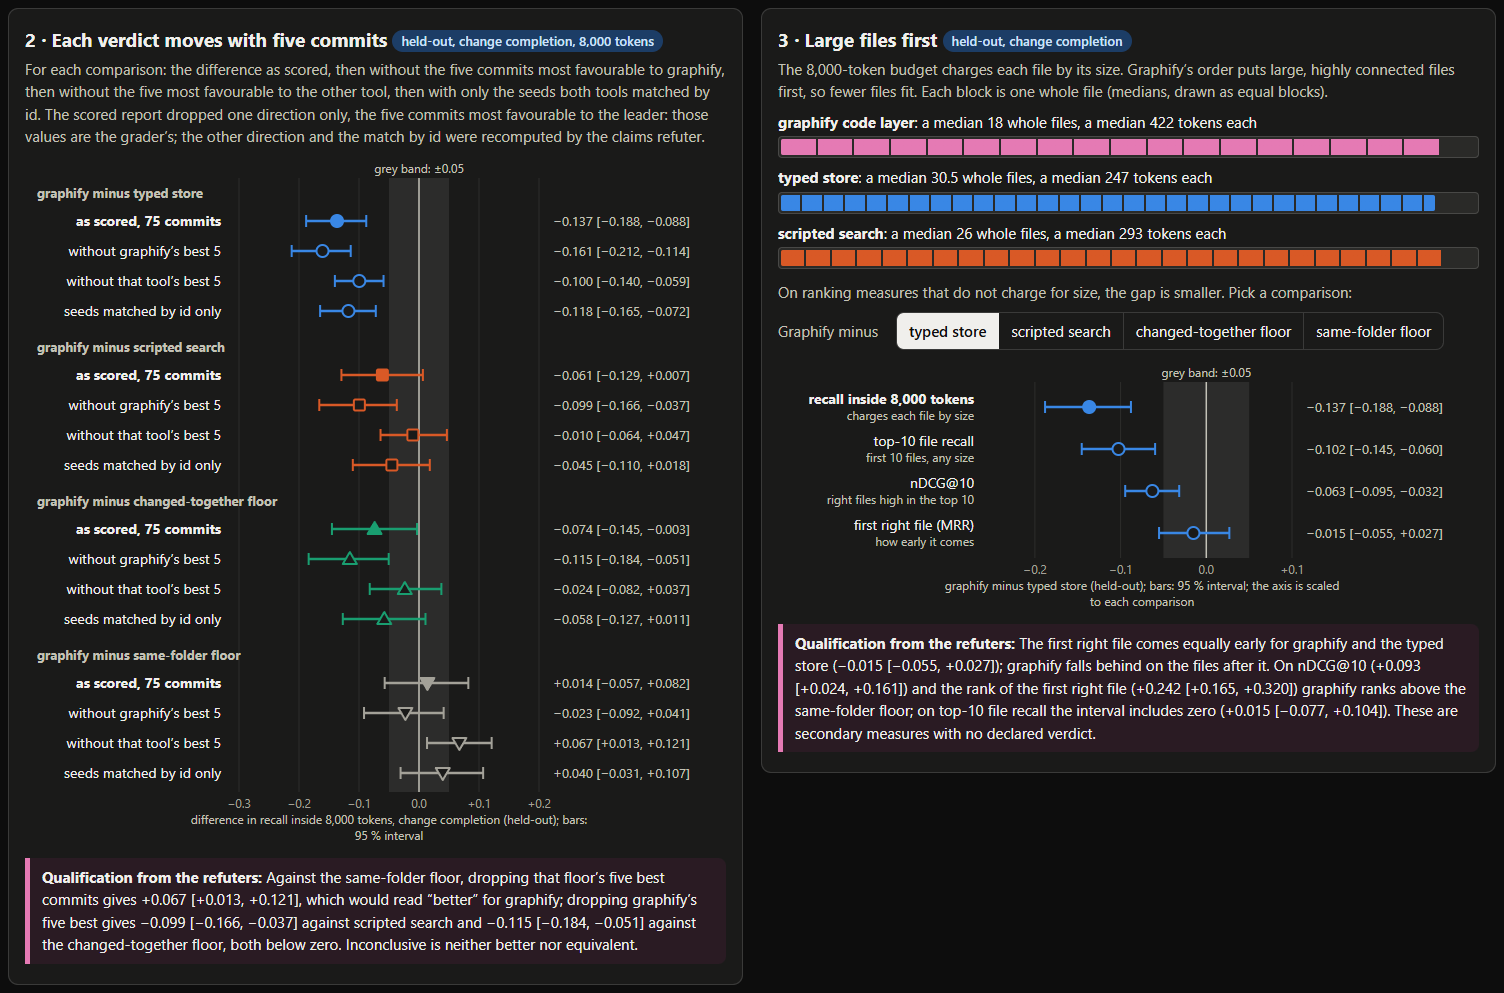 2 · Each verdict moves with five commits held-out, change completion, 8,000 tokens
For each comparison: the difference as scored, then without the five commits most favourable to graphify,
then without the five most favourable to the other tool, then with only the seeds both tools matched by
id. The scored report dropped one direction only, the five commits most favourable to the leader: those
values are the grader’s; the other direction and the match by id were recomputed by the claims refuter.
grey band: ±0.05
graphify minus typed store
as scored, 75 commits −0.137 [−0.188, −0.088]
without graphify’s best 5 −0.161 [−0.212, −0.114]
without that tool’s best 5 −0.100 [−0.140, −0.059]
seeds matched by id only −0.118 [−0.165, −0.072]
graphify minus scripted search
as scored, 75 commits −0.061 [−0.129, +0.007]
without graphify’s best 5 −0.099 [−0.166, −0.037]
without that tool’s best 5 −0.010 [−0.064, +0.047]
seeds matched by id only −0.045 [−0.110, +0.018]
graphify minus changed-together floor
as scored, 75 commits −0.074 [−0.145, −0.003]
without graphify’s best 5 −0.115 [−0.184, −0.051]
without that tool’s best 5 −0.024 [−0.082, +0.037]
seeds matched by id only −0.058 [−0.127, +0.011]
graphify minus same-folder floor
as scored, 75 commits +0.014 [−0.057, +0.082]
without graphify’s best 5 −0.023 [−0.092, +0.041]
without that tool’s best 5 +0.067 [+0.013, +0.121]
seeds matched by id only +0.040 [−0.031, +0.107]
−0.3 −0.2 −0.1 0.0 +0.1 +0.2
difference in recall inside 8,000 tokens, change completion (held-out); bars:
95 % interval
Qualification from the refuters: Against the same-folder floor, dropping that floor’s five best
commits gives +0.067 [+0.013, +0.121], which would read “better” for graphify; dropping graphify’s
five best gives −0.099 [−0.166, −0.037] against scripted search and −0.115 [−0.184, −0.051] against
the changed-together floor, both below zero. Inconclusive is neither better nor equivalent.
3 · Large files first held-out, change completion
The 8,000-token budget charges each file by its size. Graphify’s order puts large, highly connected files
first, so fewer files fit. Each block is one whole file (medians, drawn as equal blocks).
graphify code layer: a median 18 whole files, a median 422 tokens each
typed store: a median 30.5 whole files, a median 247 tokens each
scripted search: a median 26 whole files, a median 293 tokens each
On ranking measures that do not charge for size, the gap is smaller. Pick a comparison:
Graphify minus typed store scripted search changed-together floor same-folder floor
grey band: ±0.05
recall inside 8,000 tokens −0.137 [−0.188, −0.088]
charges each file by size
top-10 file recall −0.102 [−0.145, −0.060]
first 10 files, any size
nDCG@10 −0.063 [−0.095, −0.032]
right files high in the top 10
first right file (MRR) −0.015 [−0.055, +0.027]
how early it comes
−0.2 −0.1 0.0 +0.1
graphify minus typed store (held-out); bars: 95 % interval; the axis is scaled
to each comparison
Qualification from the refuters: The first right file comes equally early for graphify and the typed
store (−0.015 [−0.055, +0.027]); graphify falls behind on the files after it. On nDCG@10 (+0.093
[+0.024, +0.161]) and the rank of the first right file (+0.242 [+0.165, +0.320]) graphify ranks above the
same-folder floor; on top-10 file recall the interval includes zero (+0.015 [−0.077, +0.104]). These are
secondary measures with no declared verdict.